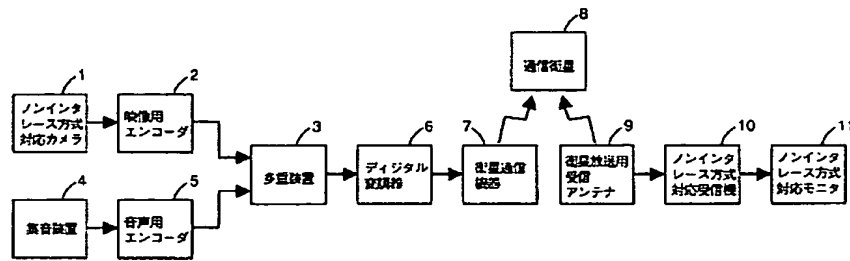 8
通信衛星
1
ノンインタ
レース方式
対応カメラ
2
映像用
エンコーダ
3
多重装置
6
ディジタル
変調器
7
衛星通信
機器
9
衛星放送用
受信
アンテナ
10
ノンインタ
レース方式
対応受信機
11
ノンインタ
レース方式
対応モニタ
4
集音装置
5
音声用
エンコーダ